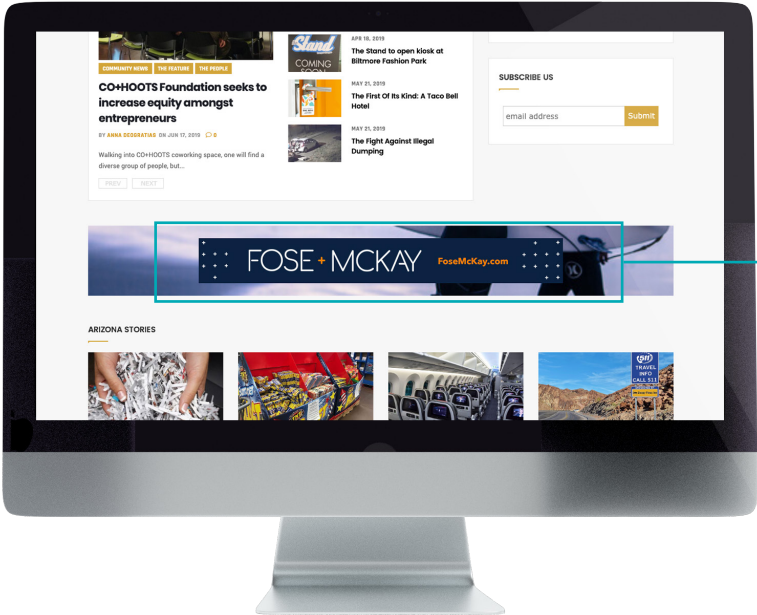 COMMUNITY NEWS THE FEATURE THE PEOPLE
CO+HOOTS Foundation seeks to
increase equity amongst
entrepreneurs
BY ANNA DESGRATIAS ON JUN 17, 2019 0
Walking into CO+HOOTS coworking space, one will find a
diverse group of people, but...
PREV NEXT
Stand
COMING
SOON
APR 18, 2019
The Stand to open kiosk at
Biltmore Fashion Park
MAY 21, 2019
The First Of Its Kind: A Taco Bell
Hotel
MAY 21, 2019
The Fight Against Illegal
Dumping
SUBSCRIBE US
email address Submit
FOSE + MCKAY FoseMcKay.com
ARIZONA STORIES
511
TRAVEL
INFO
CALL 511